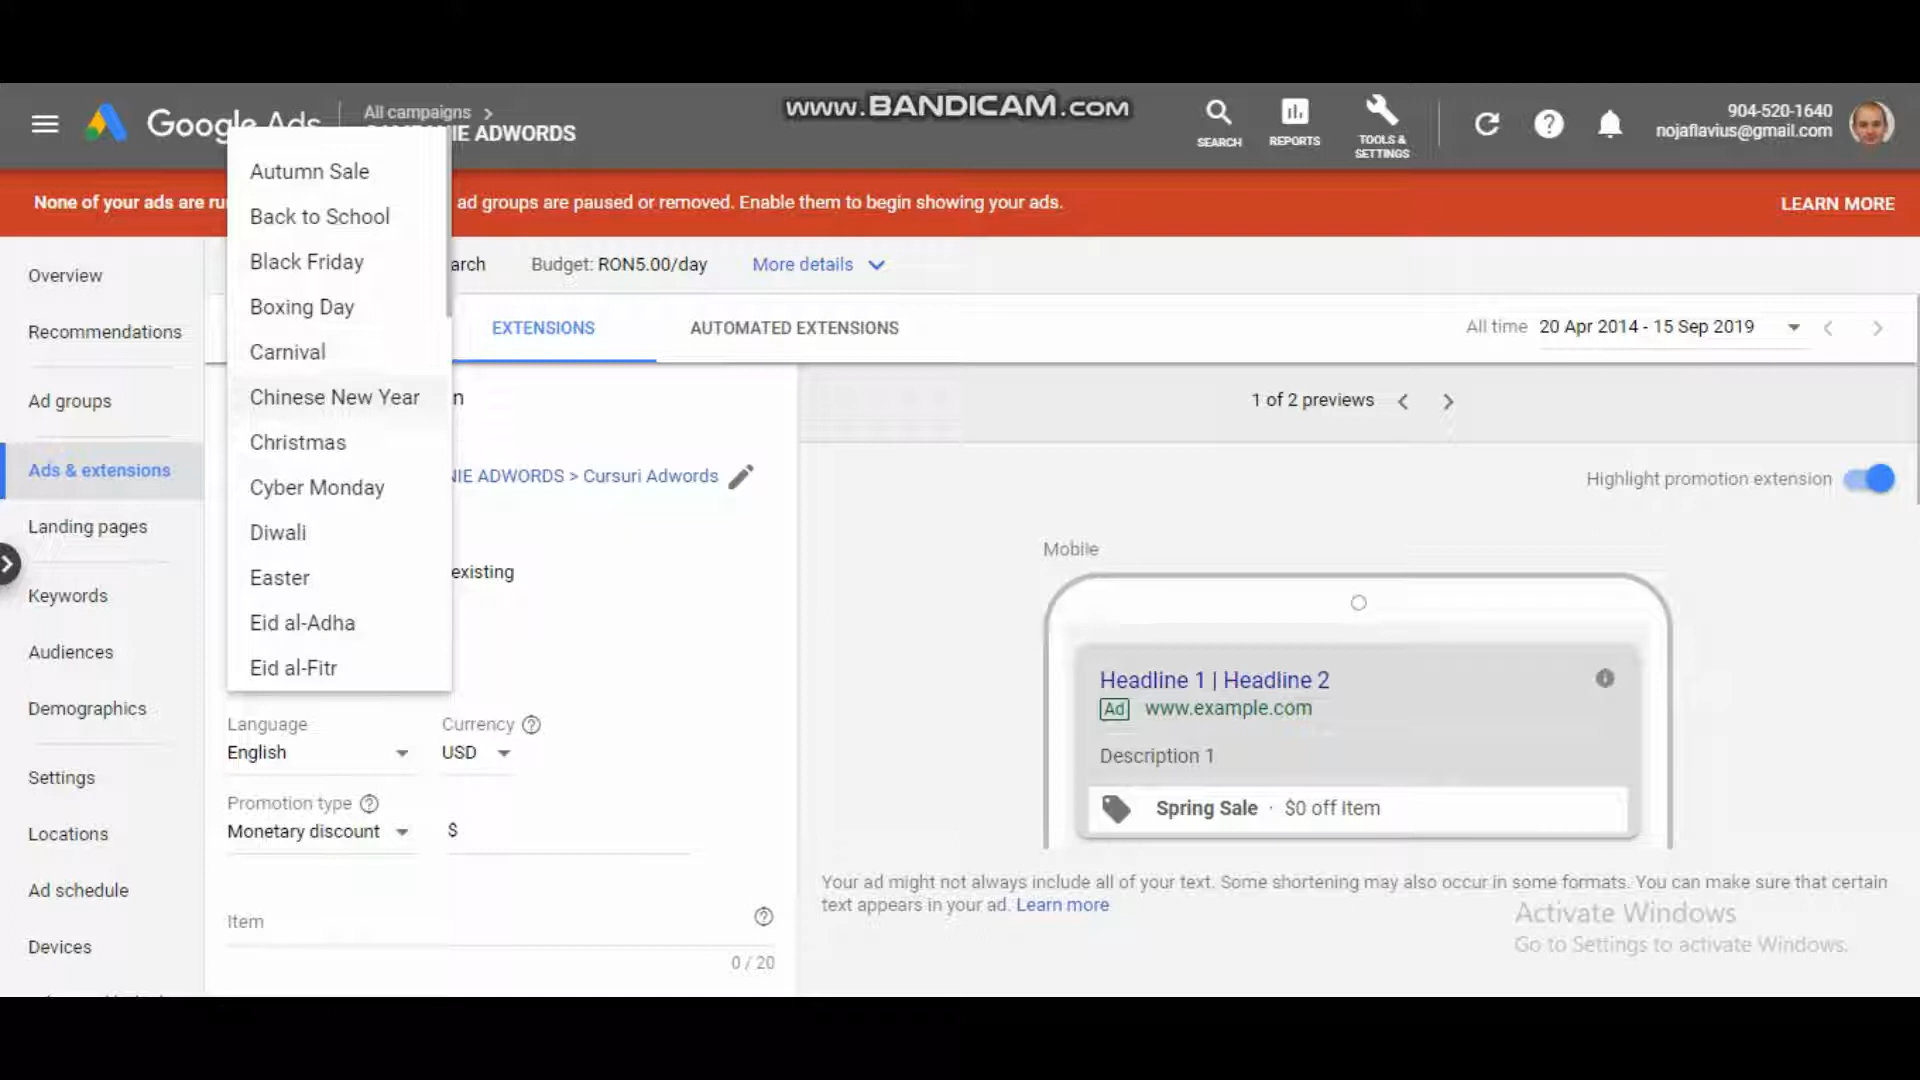 www.BANDICAM.com
Google Ads
All campaigns
IE ADWORDS
SEARCH
REPORTS
TOOLS & SETTINGS
904-520-1640
nojaflavius@gmail.com
None of your ads are ru
ad groups are paused or removed. Enable them to begin showing your ads.
LEARN MORE
Autumn Sale
Back to School
Black Friday
Boxing Day
Carnival
Chinese New Year
Christmas
Cyber Monday
Diwali
Easter
Eid al-Adha
Eid al-Fitr
Overview
Recommendations
Ad groups
Ads & extensions
Landing pages
Keywords
Audiences
Demographics
Settings
Locations
Ad schedule
Devices
arch
Budget: RON5.00/day
More details
EXTENSIONS
AUTOMATED EXTENSIONS
All time 20 Apr 2014 - 15 Sep 2019
n
NIE ADWORDS > Cursuri Adwords
existing
Language
English
Currency
USD
Promotion type
Monetary discount
$
Item
0 / 20
1 of 2 previews
Highlight promotion extension
Mobile
Headline 1 | Headline 2
Ad www.example.com
Description 1
Spring Sale · $0 off Item
Your ad might not always include all of your text. Some shortening may also occur in some formats. You can make sure that certain
text appears in your ad. Learn more
Activate Windows
Go to Settings to activate Windows.